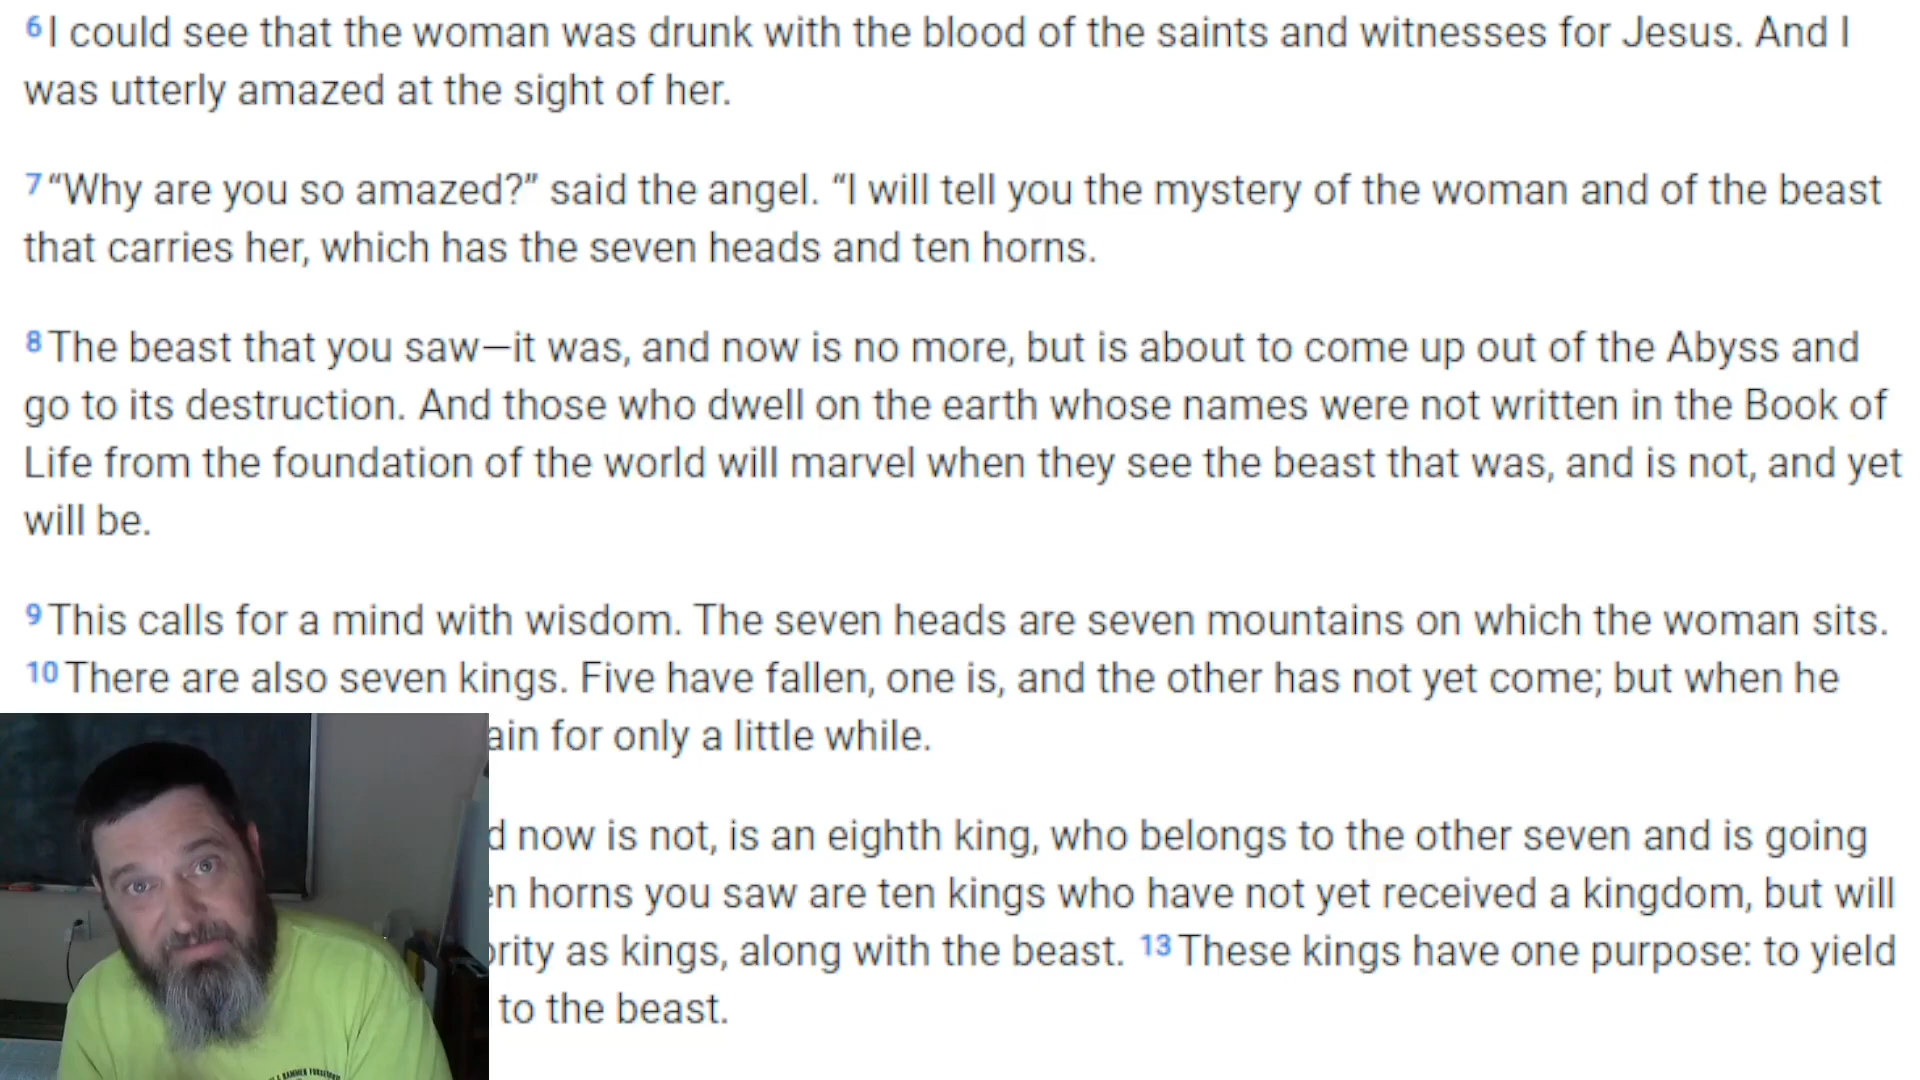 6 I could see that the woman was drunk with the blood of the saints and witnesses for Jesus. And I
was utterly amazed at the sight of her.
7 “Why are you so amazed?” said the angel. “I will tell you the mystery of the woman and of the beast
that carries her, which has the seven heads and ten horns.
8 The beast that you saw—it was, and now is no more, but is about to come up out of the Abyss and
go to its destruction. And those who dwell on the earth whose names were not written in the Book of
Life from the foundation of the world will marvel when they see the beast that was, and is not, and yet
will be.
9 This calls for a mind with wisdom. The seven heads are seven mountains on which the woman sits.
10 There are also seven kings. Five have fallen, one is, and the other has not yet come; but when he
ain for only a little while.
d now is not, is an eighth king, who belongs to the other seven and is going
n horns you saw are ten kings who have not yet received a kingdom, but will
ority as kings, along with the beast. 13 These kings have one purpose: to yield
to the beast.